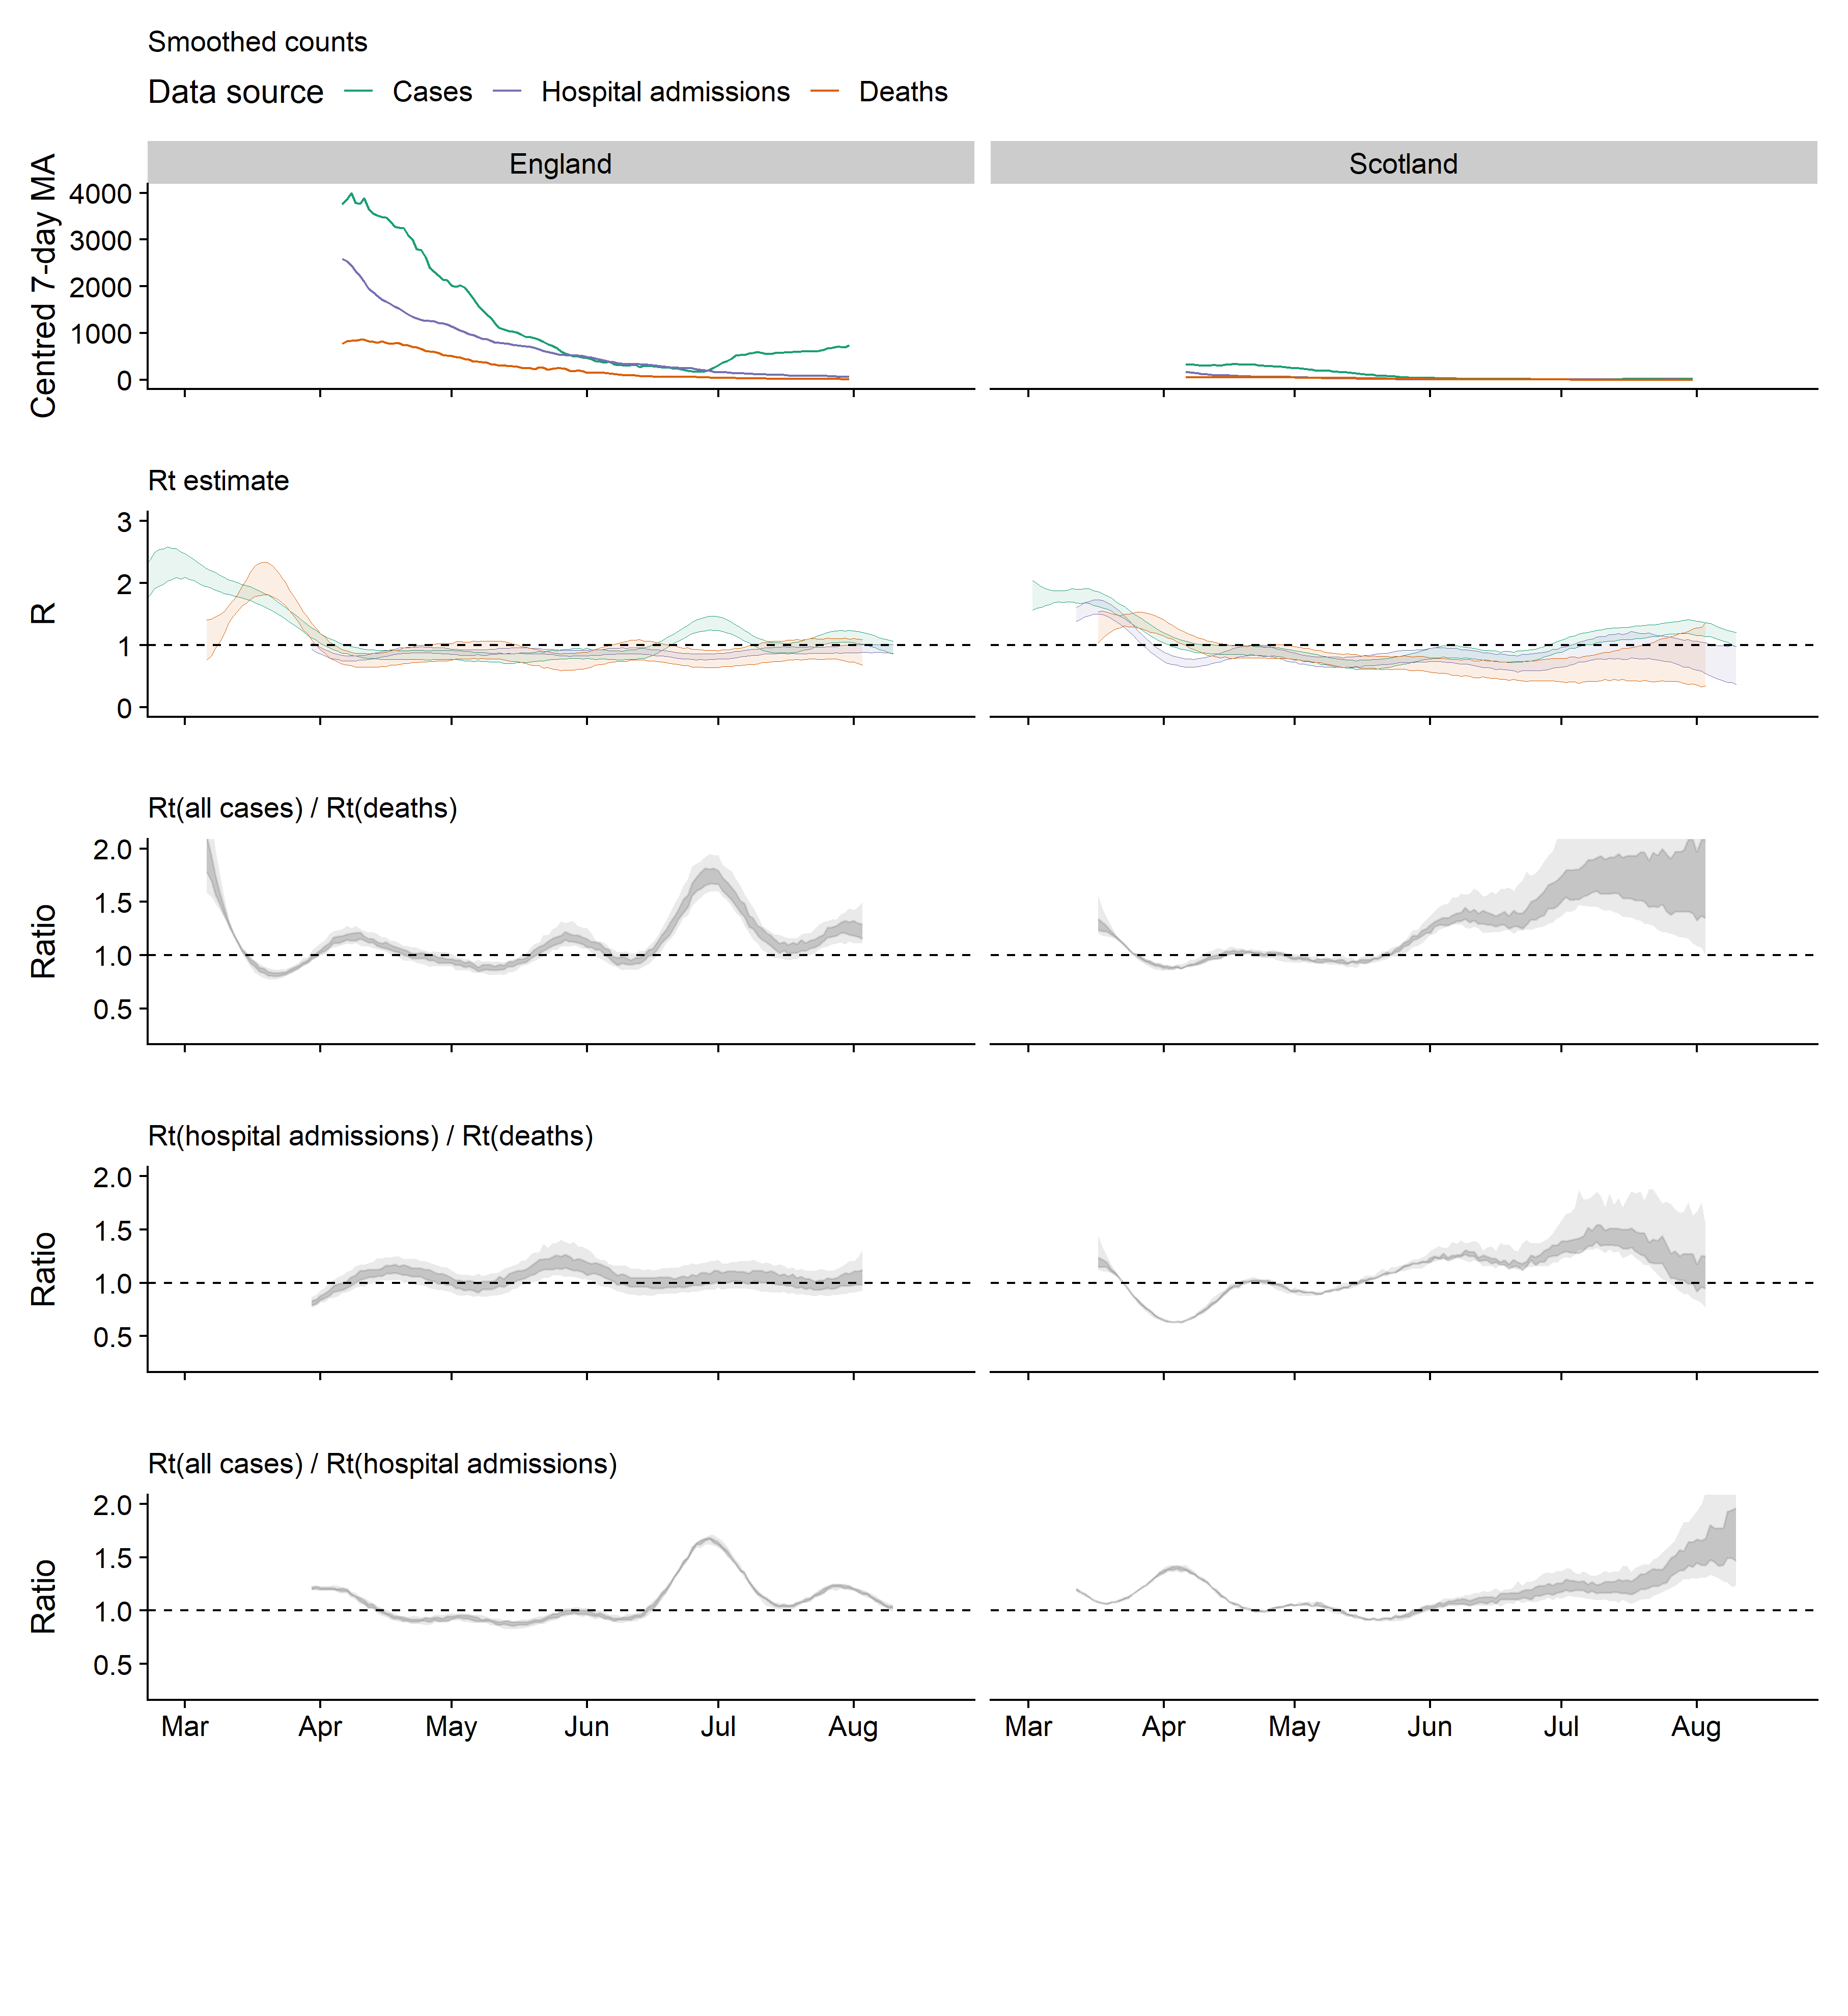 Smoothed counts
Data source Cases Hospital admissions Deaths
England Scotland
Centred 7-day MA
4000
3000
2000
1000
0
Rt estimate
R
3
2
1
0
Rt(all cases) / Rt(deaths)
Ratio
2.0
1.5
1.0
0.5
Rt(hospital admissions) / Rt(deaths)
Ratio
2.0
1.5
1.0
0.5
Rt(all cases) / Rt(hospital admissions)
Ratio
2.0
1.5
1.0
0.5
Mar Apr May Jun Jul Aug Mar Apr May Jun Jul Aug